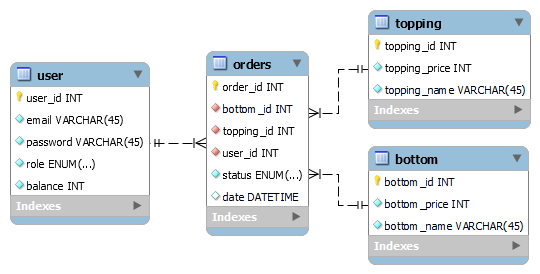 user
user_id INT
email VARCHAR(45)
password VARCHAR(45)
role ENUM(...)
balance INT
Indexes
orders
order_id INT
bottom_id INT
topping_id INT
user_id INT
status ENUM(...)
date DATETIME
Indexes
topping
topping_id INT
topping_price INT
topping_name VARCHAR(45)
Indexes
bottom
bottom_id INT
bottom_price INT
bottom_name VARCHAR(45)
Indexes